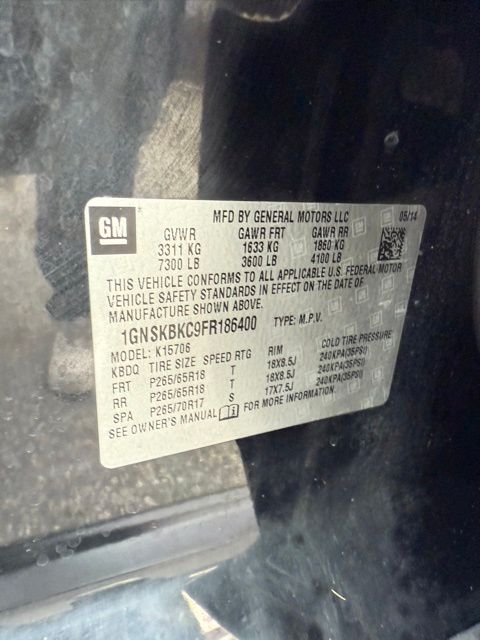 GM
MFD BY GENERAL MOTORS LLC 05/14
GVWR GAWR FRT GAWR RR
3311 KG 1633 KG 1860 KG
7300 LB 3600 LB 4100 LB
THIS VEHICLE CONFORMS TO ALL APPLICABLE U.S. FEDERAL MOTOR
VEHICLE SAFETY STANDARDS IN EFFECT ON THE DATE OF
MANUFACTURE SHOWN ABOVE.
1GNSKBKC9FR186400 TYPE: M.P.V.
MODEL: K15706
KBDQ TIRE SIZE SPEED RTG RIM COLD TIRE PRESSURE
FRT P265/65R18 T 18X8.5J 240KPA(35PSI)
RR P265/65R18 T 18X8.5J 240KPA(35PSI)
SPA P265/70R17 S 17X7.5J 240KPA(35PSI)
SEE OWNER'S MANUAL FOR MORE INFORMATION.